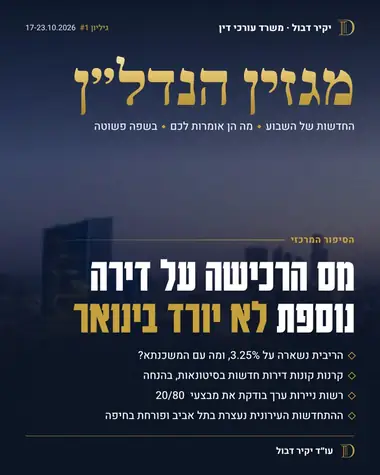 יקיר דבול · משרד עורכי דין
גיליון #1 17-23.10.2026
מגזין הנדל״ן
החדשות של השבוע • מה הן אומרות לכם • בשפה פשוטה
הסיפור המרכזי
מס הרכישה על דירה
נוספת לא יורד בינואר
הריבית נשארה על 3.25%, ומה עם המשכנתא?
קרנות קונות דירות חדשות בסיטונאות, בהנחה
רשות ניירות ערך בודקת את מבצעי 20/80
ההתחדשות העירונית נעצרת בתל אביב ופורחת בחיפה
עו״ד יקיר דבול